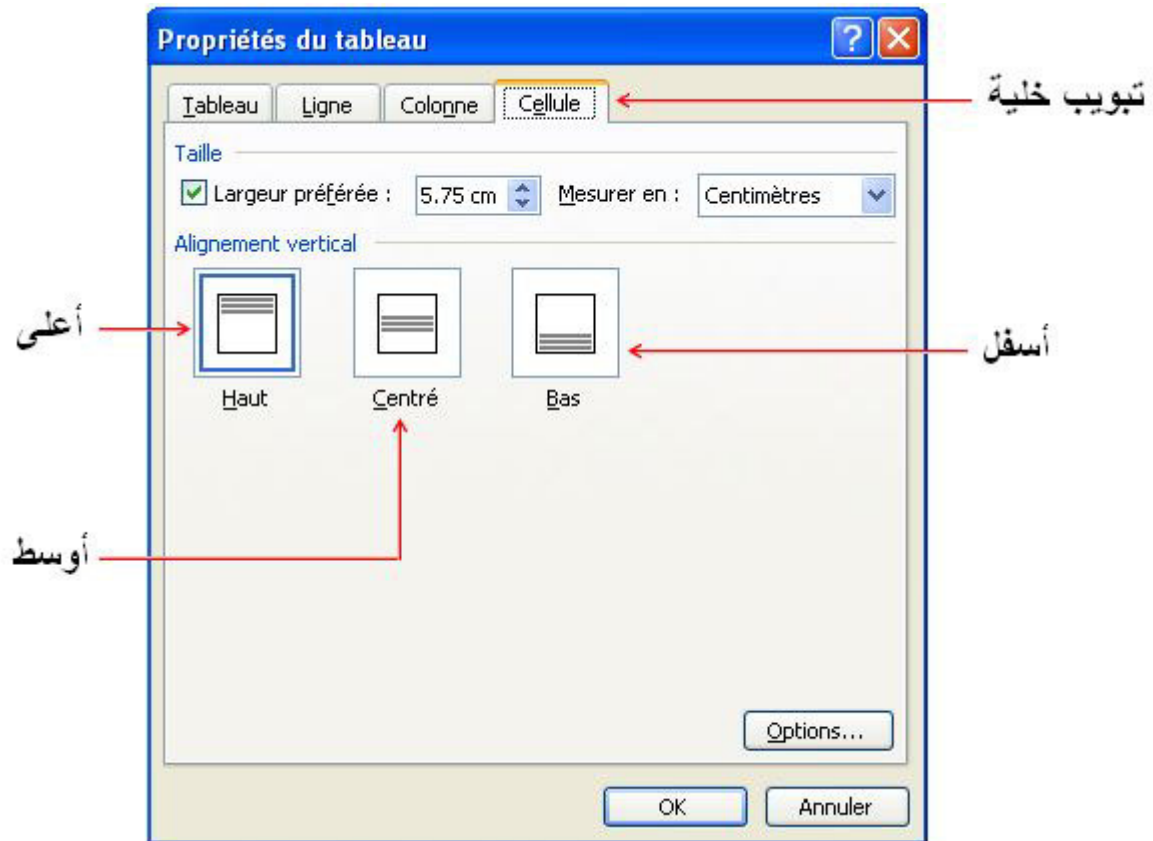 Propriétés du tableau
Tableau Ligne Colonne Cellule
تبويب خلية
Taille
Largeur préférée : 5.75 cm Mesurer en : Centimètres
Alignement vertical
أعلى
أسفل
Haut Centré Bas
أوسط
Options...
OK Annuler